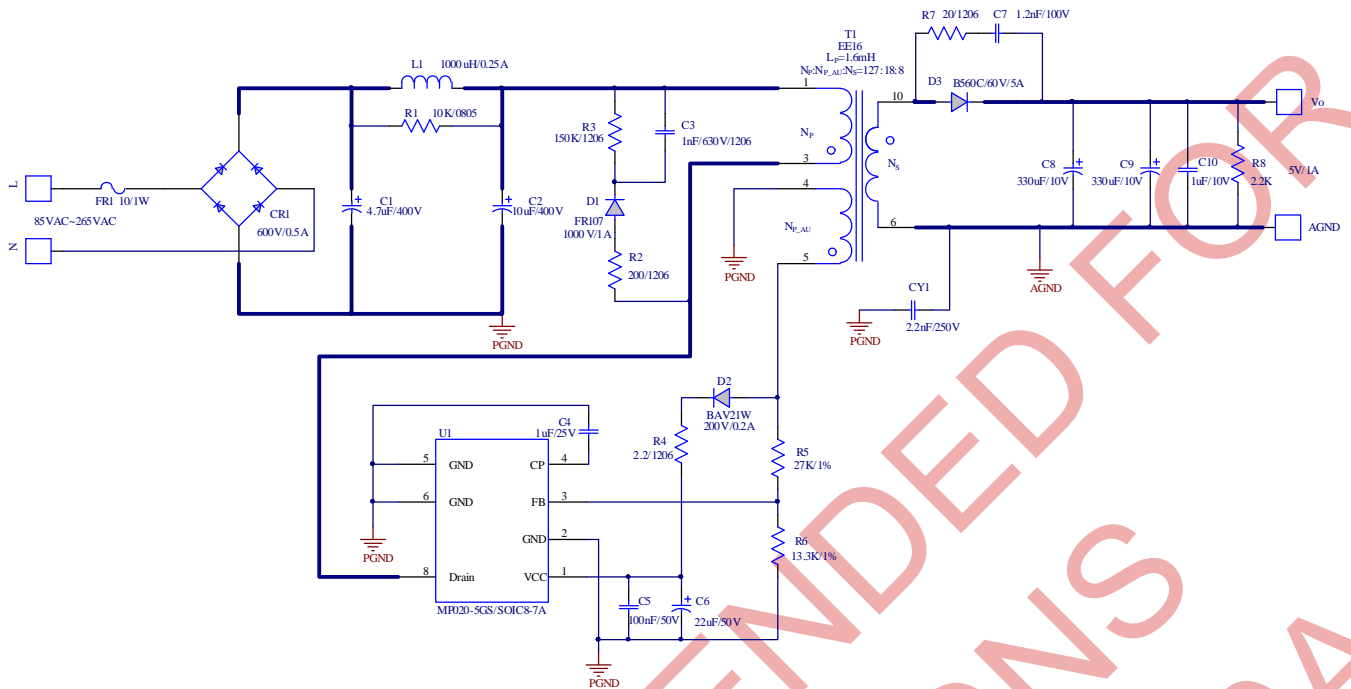 R7 20/1206
C7 1.2nF/100V
T1
EE16
LP=1.6mH
NP:NP_AU:NS=127:18:8
L1 1000uH/0.25A
1
10
D3 B560C/60V/5A
Vo
R1 10K/0805
R3
150K/1206
C3
1nF/630V/1206
NP
NS
3
4
C8
330uF/10V
C9
330uF/10V
C10
1uF/10V
R8
2.2K
5V/1A
L
FR1 10/1W
85VAC~265VAC
N
CR1
600V/0.5A
C1
4.7uF/400V
C2
10uF/400V
D1
FR107
1000V/1A
R2
200/1206
NP_AU
5
6
AGND
PGND
AGND
CY1
2.2nF/250V
PGND
PGND
D2
BAV21W
200V/0.2A
C4
1uF/25V
R4
2.2/1206
R5
27K/1%
U1
5 GND
CP 4
6 GND
FB 3
GND 2
8 Drain
VCC 1
MP020-5GS/SOIC8-7A
PGND
R6
13.3K/1%
C5
100nF/50V
C6
22uF/50V
PGND
ENDED FOR
NS